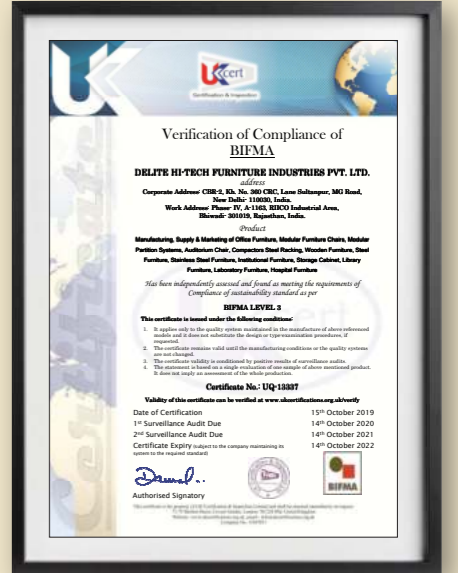 UK
UKcert
Certification & Inspection
Verification of Compliance of
BIFMA
DELITE HI-TECH FURNITURE INDUSTRIES PVT. LTD.
address
Corporate Address: CBR-2, Kh. No. 360 CRC, Lane Sultanpur, MG Road,
New Delhi- 110030, India.
Work Address: Phase- IV, A-1163, RIICO Industrial Area,
Bhiwadi- 301019, Rajasthan, India.
Product
Manufacturing, Supply & Marketing of Office Furniture, Modular Furniture Chairs, Modular
Partition Systems, Auditorium Chair, Compactors Steel Racking, Wooden Furniture, Steel
Furniture, Stainless Steel Furniture, Institutional Furniture, Storage Cabinet, Library
Furniture, Laboratory Furniture, Hospital Furniture
Has been independently assessed and found as meeting the requirements of
Compliance of sustainability standard as per
BIFMA LEVEL 3
This certificate is issued under the following conditions:
1. It applies only to the quality system maintained in the manufacture of above referenced
models and it does not substitute the design or type-examination procedures, if
requested.
2. The certificate remains valid until the manufacturing conditions or the quality systems
are not changed.
3. The certificate validity is conditioned by positive results of surveillance audits.
4. The statement is based on a single evaluation of one sample of above mentioned product.
It does not imply an assessment of the whole production.
Certificate No.: UQ-13337
Validity of this certificate can be verified at www.ukcertifications.org.uk/verify
Date of Certification 15th October 2019
1st Surveillance Audit Due 14th October 2020
2nd Surveillance Audit Due 14th October 2021
Certificate Expiry (subject to the company maintaining its 14th October 2022
system to the required standard)
BIFMA
Authorised Signatory